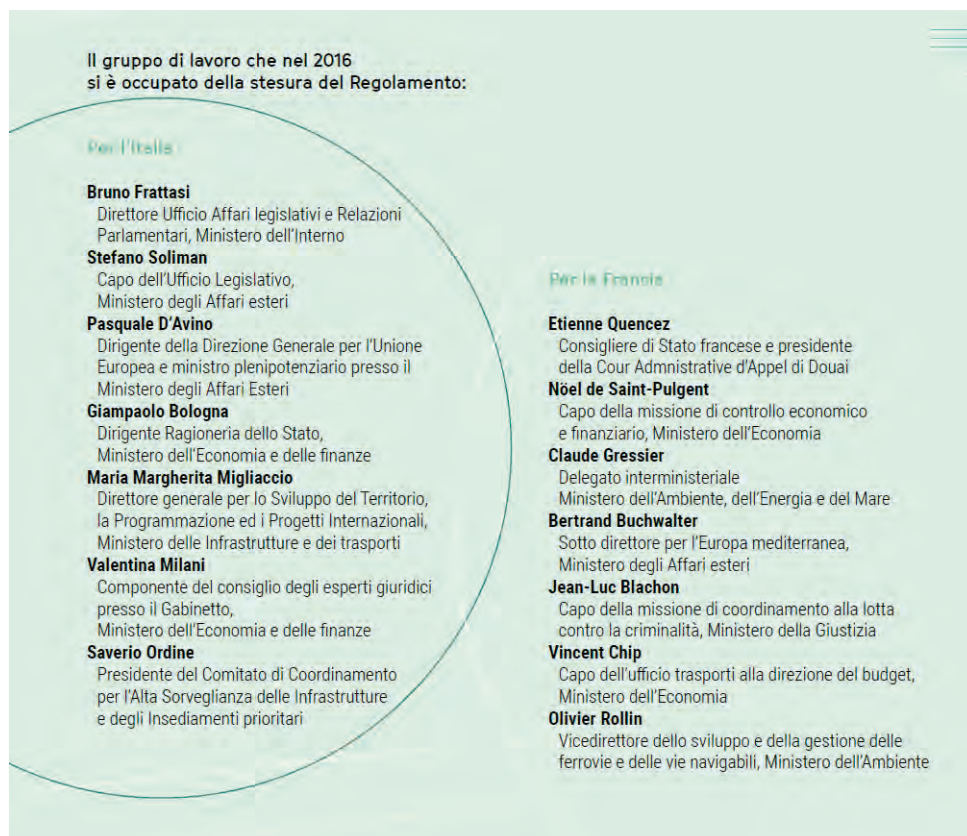 Il gruppo di lavoro che nel 2016
si è occupato della stesura del Regolamento:
Per l'Italia
Bruno Frattasi
Direttore Ufficio Affari legislativi e Relazioni
Parlamentari, Ministero dell'Interno
Stefano Soliman
Capo dell'Ufficio Legislativo,
Ministero degli Affari esteri
Pasquale D'Avino
Dirigente della Direzione Generale per l'Unione
Europea e ministro plenipotenziario presso il
Ministero degli Affari Esteri
Giampaolo Bologna
Dirigente Ragioneria dello Stato,
Ministero dell'Economia e delle finanze
Maria Margherita Migliaccio
Direttore generale per lo Sviluppo del Territorio,
la Programmazione ed i Progetti Internazionali,
Ministero delle Infrastrutture e dei trasporti
Valentina Milani
Componente del consiglio degli esperti giuridici
presso il Gabinetto,
Ministero dell'Economia e delle finanze
Saverio Ordine
Presidente del Comitato di Coordinamento
per l'Alta Sorveglianza delle Infrastrutture
e degli Insediamenti prioritari
Per la Francia
Etienne Quencez
Consigliere di Stato francese e presidente
della Cour Admnistrative d'Appel di Douai
Nöel de Saint-Pulgent
Capo della missione di controllo economico
e finanziario, Ministero dell'Economia
Claude Gressier
Delegato interministeriale
Ministero dell'Ambiente, dell'Energia e del Mare
Bertrand Buchwalter
Sotto direttore per l'Europa mediterranea,
Ministero degli Affari esteri
Jean-Luc Blachon
Capo della missione di coordinamento alla lotta
contro la criminalità, Ministero della Giustizia
Vincent Chip
Capo dell'ufficio trasporti alla direzione del budget,
Ministero dell'Economia
Olivier Rollin
Vicedirettore dello sviluppo e della gestione delle
ferrovie e delle vie navigabili, Ministero dell'Ambiente